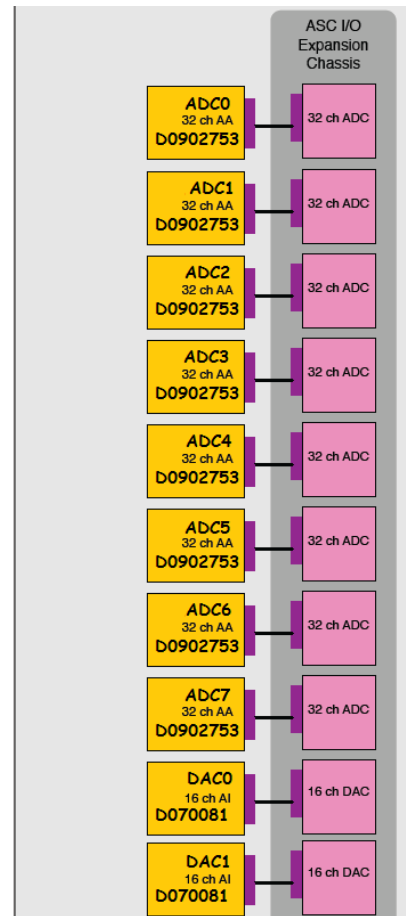 ASC I/O
Expansion
Chassis
ADC0
32 ch AA
D0902753
32 ch ADC
ADC1
32 ch AA
D0902753
32 ch ADC
ADC2
32 ch AA
D0902753
32 ch ADC
ADC3
32 ch AA
D0902753
32 ch ADC
ADC4
32 ch AA
D0902753
32 ch ADC
ADC5
32 ch AA
D0902753
32 ch ADC
ADC6
32 ch AA
D0902753
32 ch ADC
ADC7
32 ch AA
D0902753
32 ch ADC
DAC0
16 ch AI
D070081
16 ch DAC
DAC1
16 ch AI
D070081
16 ch DAC